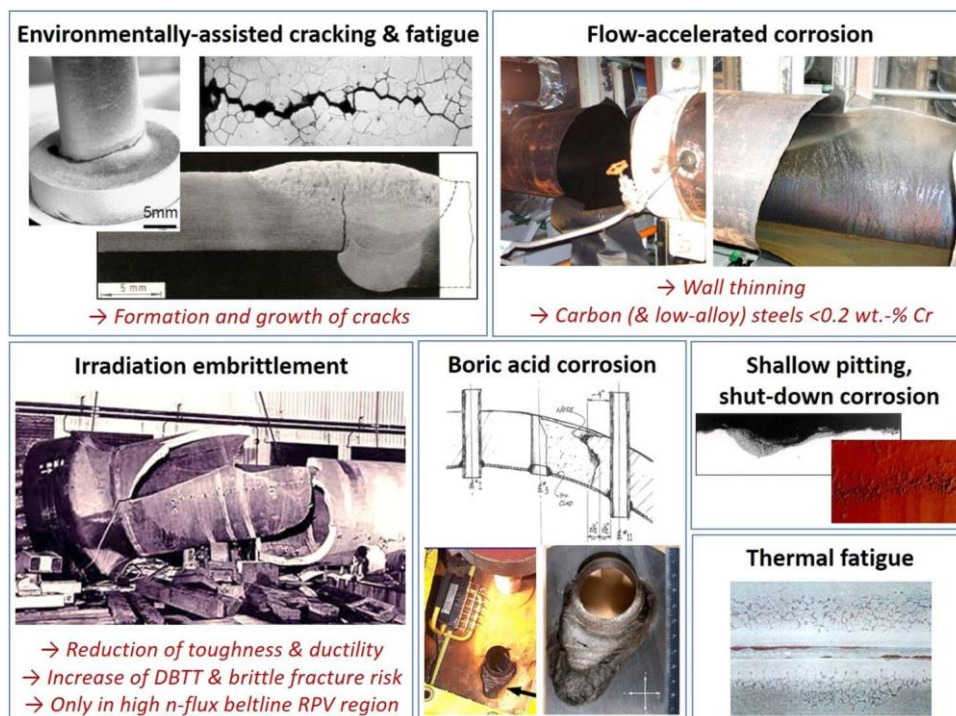 Environmentally-assisted cracking & fatigue
5mm
5 mm
→ Formation and growth of cracks
Flow-accelerated corrosion
→ Wall thinning
→ Carbon (& low-alloy) steels <0.2 wt.-% Cr
Irradiation embrittlement
→ Reduction of toughness & ductility
→ Increase of DBTT & brittle fracture risk
→ Only in high n-flux beltline RPV region
Boric acid corrosion
NOSE
CLAD
Shallow pitting,
shut-down corrosion
Thermal fatigue